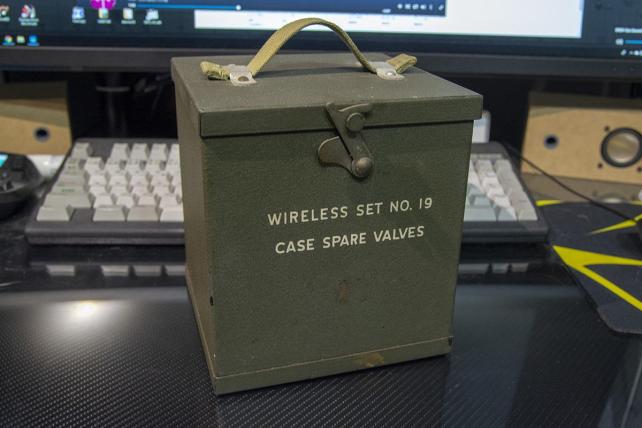 WIRELESS SET NO. 19
CASE SPARE VALVES